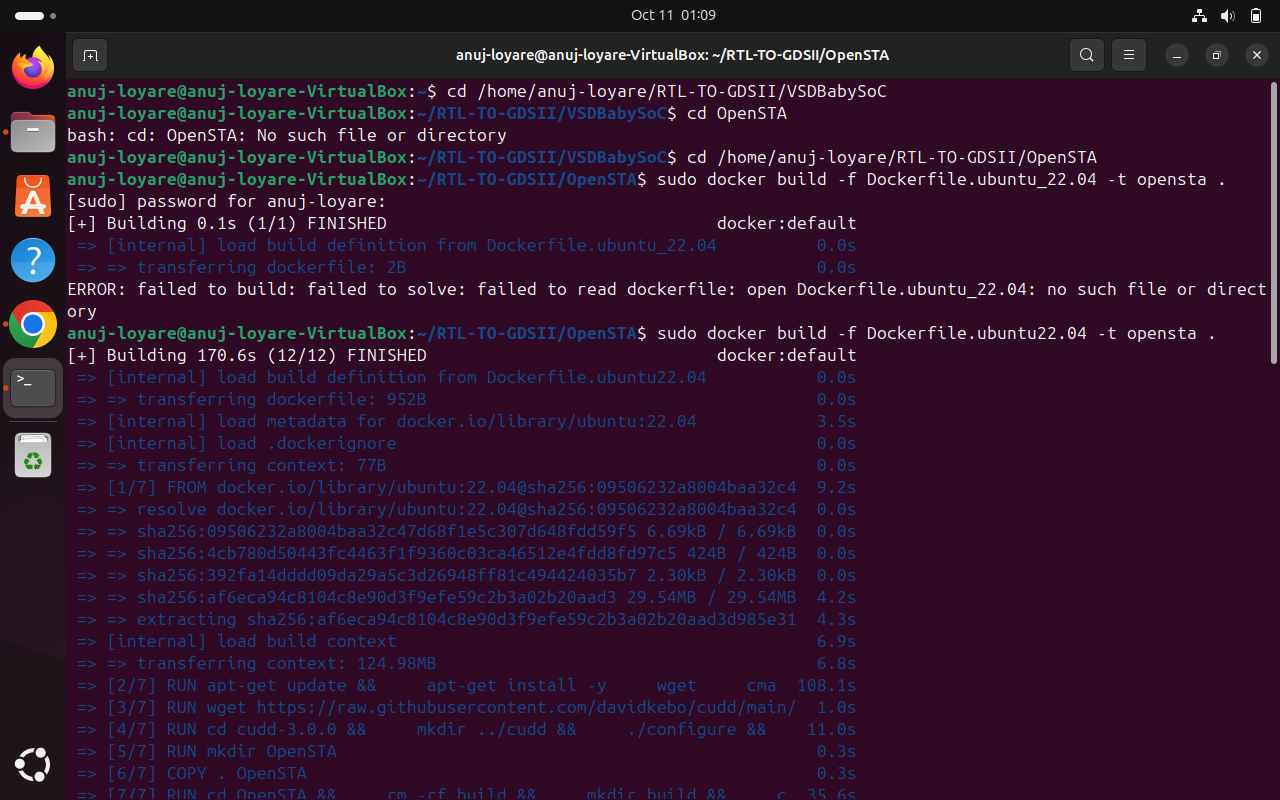 Oct 11 01:09
anuj-loyare@anuj-loyare-VirtualBox: ~/RTL-TO-GDSII/OpenSTA
anuj-loyare@anuj-loyare-VirtualBox:~$ cd /home/anuj-loyare/RTL-TO-GDSII/VSDBabySoC
anuj-loyare@anuj-loyare-VirtualBox:~/RTL-TO-GDSII/VSDBabySoC$ cd OpenSTA
bash: cd: OpenSTA: No such file or directory
anuj-loyare@anuj-loyare-VirtualBox:~/RTL-TO-GDSII/VSDBabySoC$ cd /home/anuj-loyare/RTL-TO-GDSII/OpenSTA
anuj-loyare@anuj-loyare-VirtualBox:~/RTL-TO-GDSII/OpenSTA$ sudo docker build -f Dockerfile.ubuntu_22.04 -t opensta .
[sudo] password for anuj-loyare:
[+] Building 0.1s (1/1) FINISHED docker:default
=> [internal] load build definition from Dockerfile.ubuntu_22.04 0.0s
=> => transferring dockerfile: 2B 0.0s
ERROR: failed to build: failed to solve: failed to read dockerfile: open Dockerfile.ubuntu_22.04: no such file or direct
ory
anuj-loyare@anuj-loyare-VirtualBox:~/RTL-TO-GDSII/OpenSTA$ sudo docker build -f Dockerfile.ubuntu22.04 -t opensta .
[+] Building 170.6s (12/12) FINISHED docker:default
=> [internal] load build definition from Dockerfile.ubuntu22.04 0.0s
=> => transferring dockerfile: 952B 0.0s
=> [internal] load metadata for docker.io/library/ubuntu:22.04 3.5s
=> [internal] load .dockerignore 0.0s
=> => transferring context: 77B 0.0s
=> [1/7] FROM docker.io/library/ubuntu:22.04@sha256:09506232a8004baa32c4 9.2s
=> => resolve docker.io/library/ubuntu:22.04@sha256:09506232a8004baa32c4 0.0s
=> => sha256:09506232a8004baa32c47d68f1e5c307d648fdd59f5 6.69kB / 6.69kB 0.0s
=> => sha256:4cb780d50443fc4463f1f9360c03ca46512e4fdd8fd97c5 424B / 424B 0.0s
=> => sha256:392fa14dddd09da29a5c3d26948ff81c494424035b7 2.30kB / 2.30kB 0.0s
=> => sha256:af6eca94c8104c8e90d3f9efe59c2b3a02b20aad3 29.54MB / 29.54MB 4.2s
=> => extracting sha256:af6eca94c8104c8e90d3f9efe59c2b3a02b20aad3d985e31 4.3s
=> [internal] load build context 6.9s
=> => transferring context: 124.98MB 6.8s
=> [2/7] RUN apt-get update && apt-get install -y wget cma 108.1s
=> [3/7] RUN wget https://raw.githubusercontent.com/davidkebo/cudd/main/ 1.0s
=> [4/7] RUN cd cudd-3.0.0 && mkdir ../cudd && ./configure && 11.0s
=> [5/7] RUN mkdir OpenSTA 0.3s
=> [6/7] COPY . OpenSTA 0.3s
=> [7/7] RUN cd OpenSTA && rm -rf build && mkdir build && c 35.6s